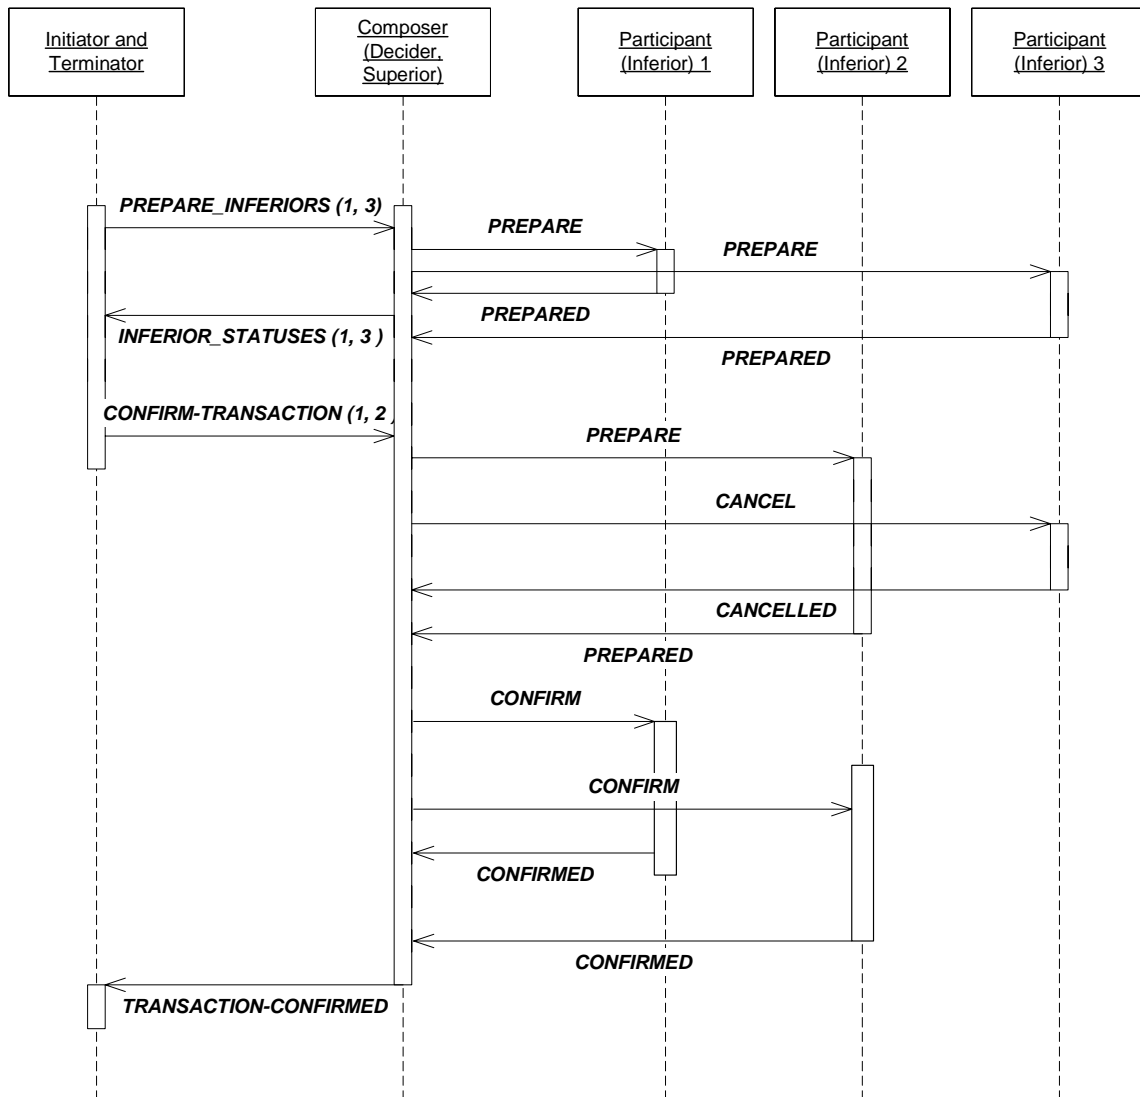 Initiator and
Terminator
Composer
(Decider,
Superior)
Participant
(Inferior) 1
Participant
(Inferior) 2
Participant
(Inferior) 3
PREPARE_INFERIORS (1, 3)
PREPARE
PREPARE
PREPARED
INFERIOR_STATUSES (1, 3 )
PREPARED
CONFIRM-TRANSACTION (1, 2 )
PREPARE
CANCEL
CANCELLED
PREPARED
CONFIRM
CONFIRM
CONFIRMED
CONFIRMED
TRANSACTION-CONFIRMED